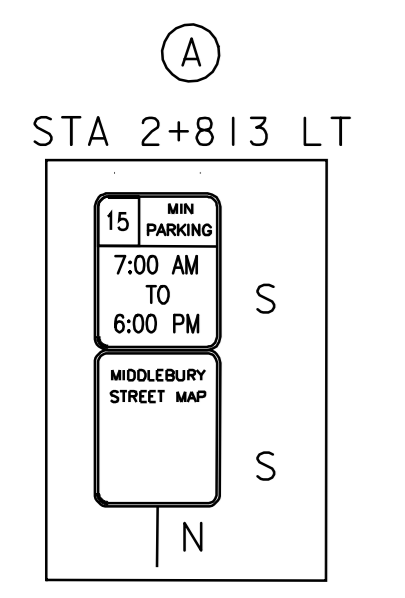 A
STA 2+813 LT
15 MIN
PARKING
7:00 AM
TO
6:00 PM
S
MIDDLEBURY
STREET MAP
S
N